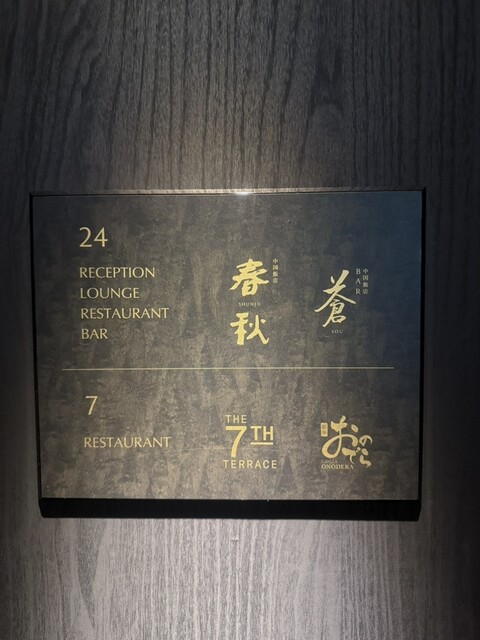 24
RECEPTION
LOUNGE
RESTAURANT
BAR
春秋
中国飯店
SHUNJU
蒼
BAR
中国飯店
SOU
7
RESTAURANT
THE
7TH
TERRACE
おのでら
ONODERA